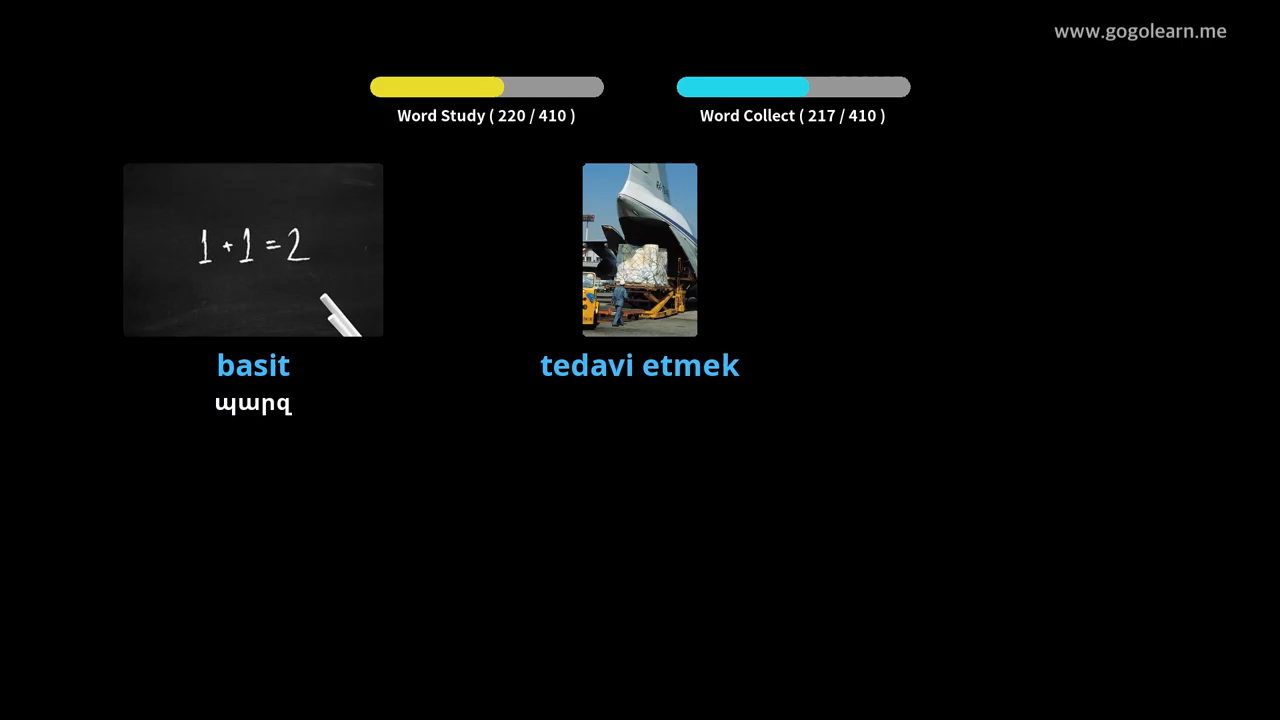 www.gogolearn.me
Word Study ( 220 / 410 )
Word Collect ( 217 / 410 )
1 + 1 = 2
basit
tedavi etmek
պարզ